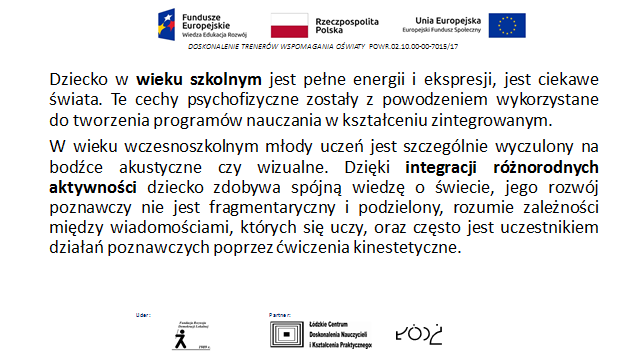 Fundusze
Europejskie
Wiedza Edukacja Rozwój
Rzeczpospolita
Polska
Unia Europejska
Europejski Fundusz Społeczny
DOSKONALENIE TRENERÓW WSPOMAGANIA OŚWIATY POWR.02.10.00-00-7015/17
Dziecko w wieku szkolnym jest pełne energii i ekspresji, jest ciekawe
świata. Te cechy psychofizyczne zostały z powodzeniem wykorzystane
do tworzenia programów nauczania w kształceniu zintegrowanym.
W wieku wczesnoszkolnym młody uczeń jest szczególnie wyczulony na
bodźce akustyczne czy wizualne. Dzięki integracji różnorodnych
aktywności dziecko zdobywa spójną wiedzę o świecie, jego rozwój
poznawczy nie jest fragmentaryczny i podzielony, rozumie zależności
między wiadomościami, których się uczy, oraz często jest uczestnikiem
działań poznawczych poprzez ćwiczenia kinestetyczne.
Lider:
Partner:
Fundacja Rozwoju
Demokracji Lokalnej
Łódzkie Centrum
Doskonalenia Nauczycieli
i Kształcenia Praktycznego